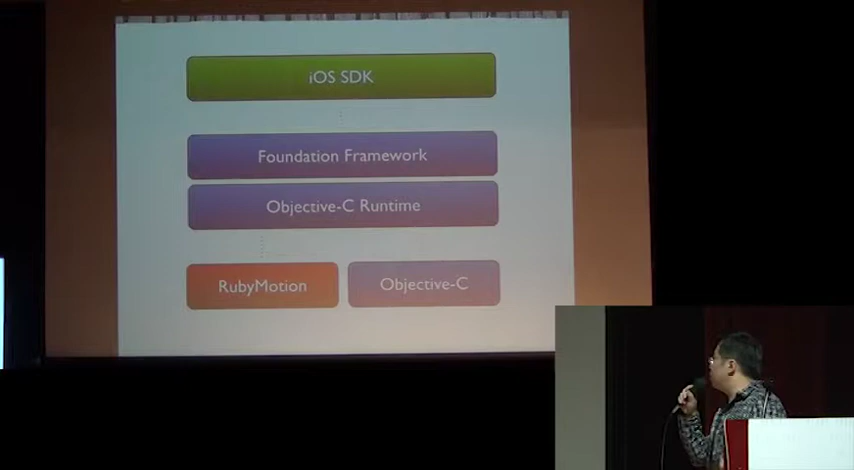 iOS SDK
Foundation Framework
Objective-C Runtime
RubyMotion
Objective-C